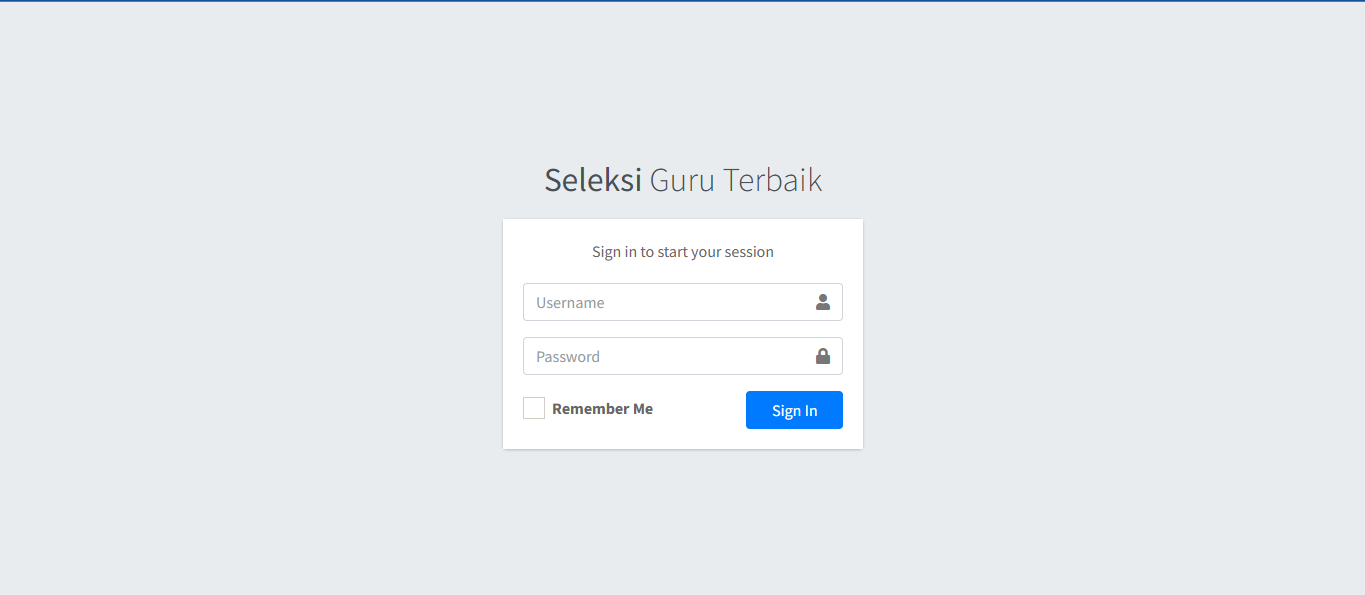 Seleksi Guru Terbaik
Sign in to start your session
Username
Password
Remember Me
Sign In